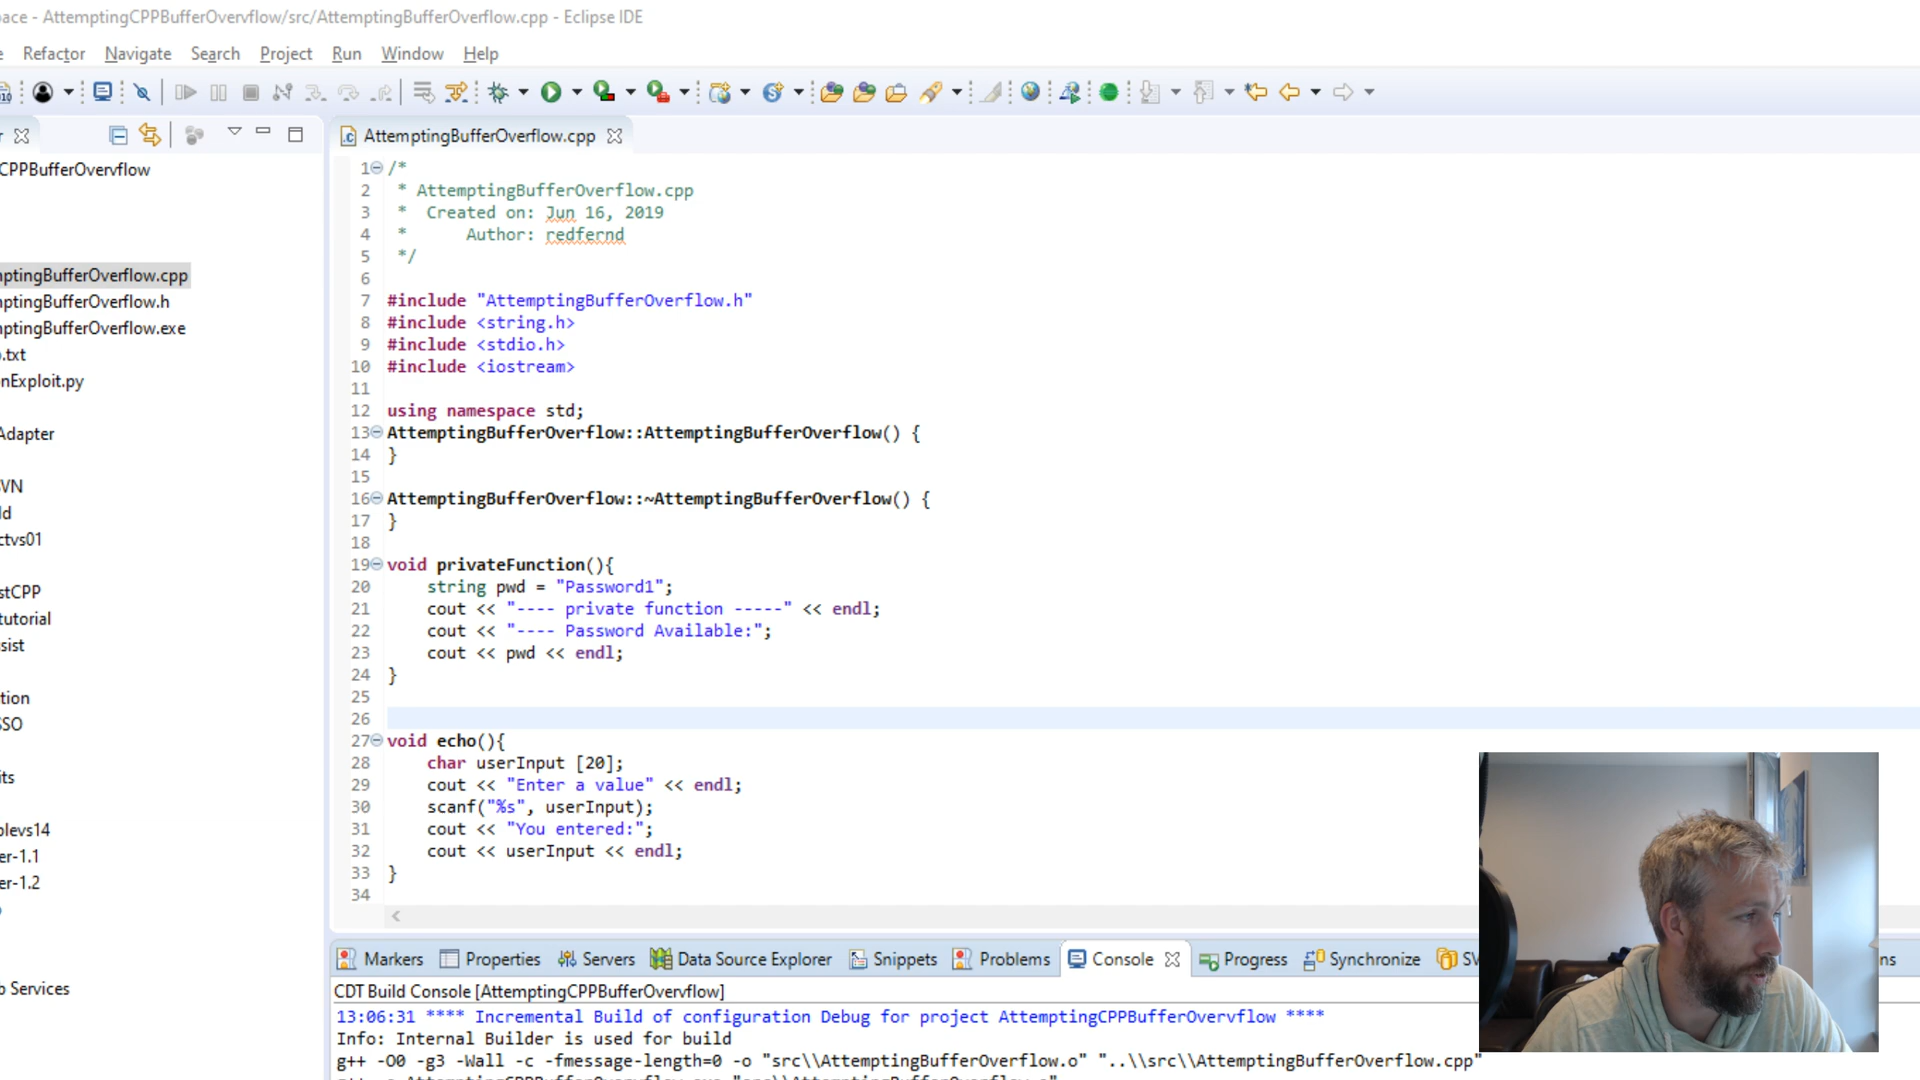 ace - AttemptingCPPBufferOvervflow/src/AttemptingBufferOverflow.cpp - Eclipse IDE
e Refactor Navigate Search Project Run Window Help
r
AttemptingBufferOverflow.cpp
CPPBufferOvervflow
nptingBufferOverflow.cpp
nptingBufferOverflow.h
nptingBufferOverflow.exe
.txt
nExploit.py
Adapter
VN
ld
ctvs01
stCPP
tutorial
sist
tion
SSO
its
plevs14
er-1.1
er-1.2
b Services
1 /*
2  * AttemptingBufferOverflow.cpp
3  *  Created on: Jun 16, 2019
4  *      Author: redfernd
5  */
6
7 #include "AttemptingBufferOverflow.h"
8 #include <string.h>
9 #include <stdio.h>
10 #include <iostream>
11
12 using namespace std;
13 AttemptingBufferOverflow::AttemptingBufferOverflow() {
14 }
15
16 AttemptingBufferOverflow::~AttemptingBufferOverflow() {
17 }
18
19 void privateFunction(){
20     string pwd = "Password1";
21     cout << "---- private function -----" << endl;
22     cout << "---- Password Available:";
23     cout << pwd << endl;
24 }
25
26
27 void echo(){
28     char userInput [20];
29     cout << "Enter a value" << endl;
30     scanf("%s", userInput);
31     cout << "You entered:";
32     cout << userInput << endl;
33 }
34
Markers Properties Servers Data Source Explorer Snippets Problems Console Progress Synchronize SV ns
CDT Build Console [AttemptingCPPBufferOvervflow]
13:06:31 **** Incremental Build of configuration Debug for project AttemptingCPPBufferOvervflow ****
Info: Internal Builder is used for build
g++ -O0 -g3 -Wall -c -fmessage-length=0 -o "src\\AttemptingBufferOverflow.o" "..\\src\\AttemptingBufferOverflow.cpp"
g++ -o AttemptingCPPBufferOvervflow.exe "src\\AttemptingBufferOverflow.o"